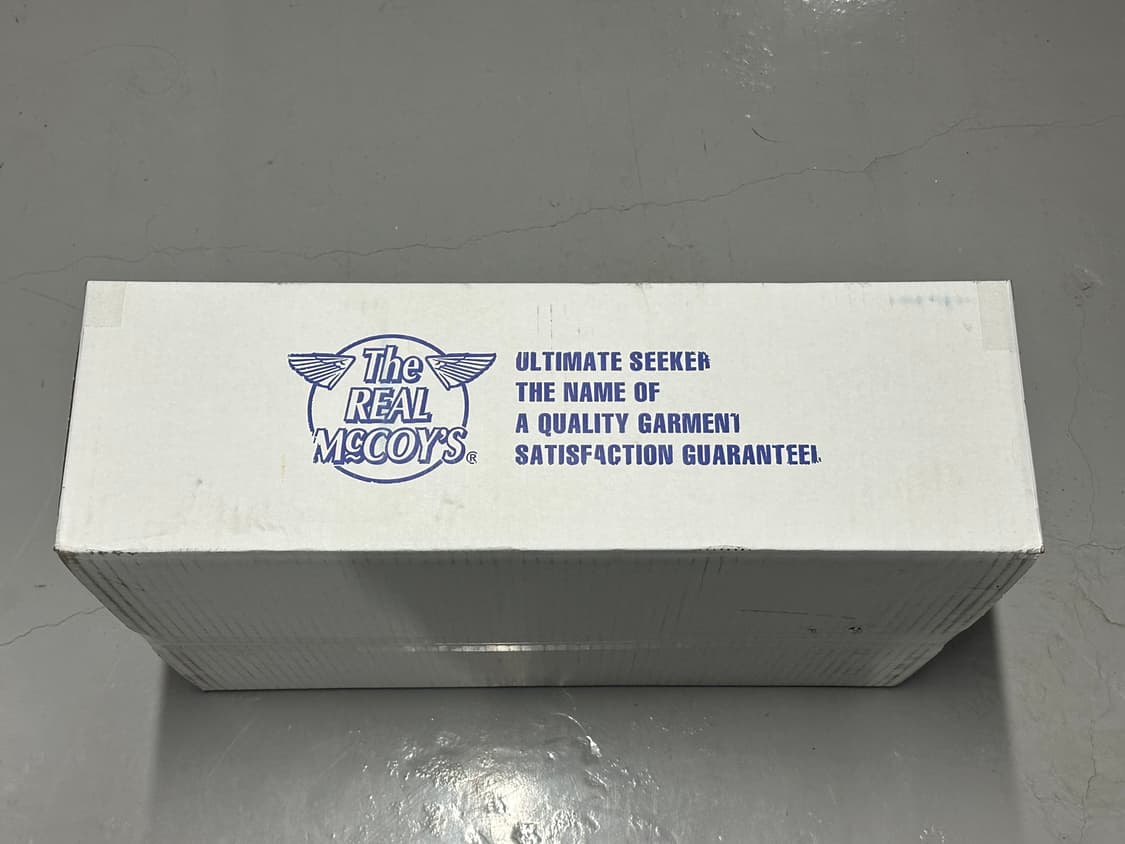 The
REAL
McCOY'S®
ULTIMATE SEEKER
THE NAME OF
A QUALITY GARMENT
SATISFACTION GUARANTEED.